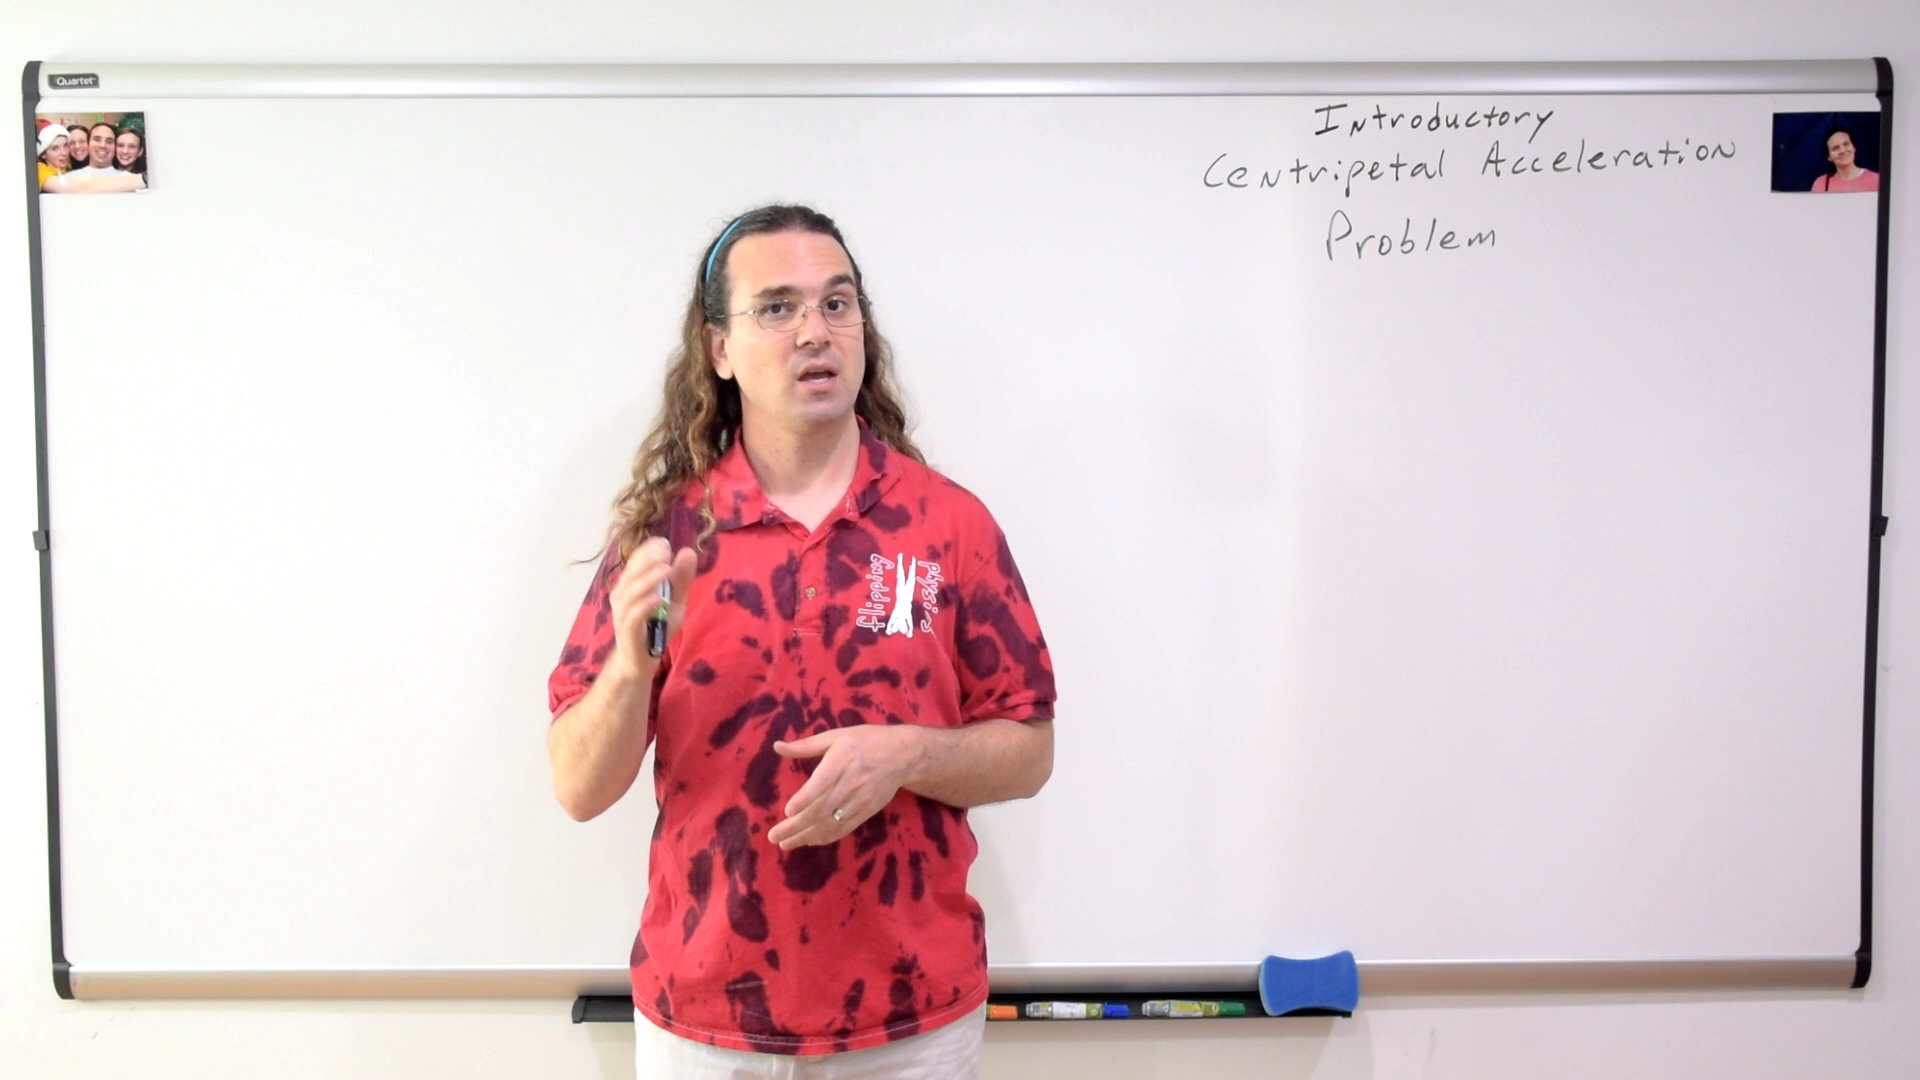 Quartet
Introductory
Centripetal Acceleration
Problem
flipping
physics